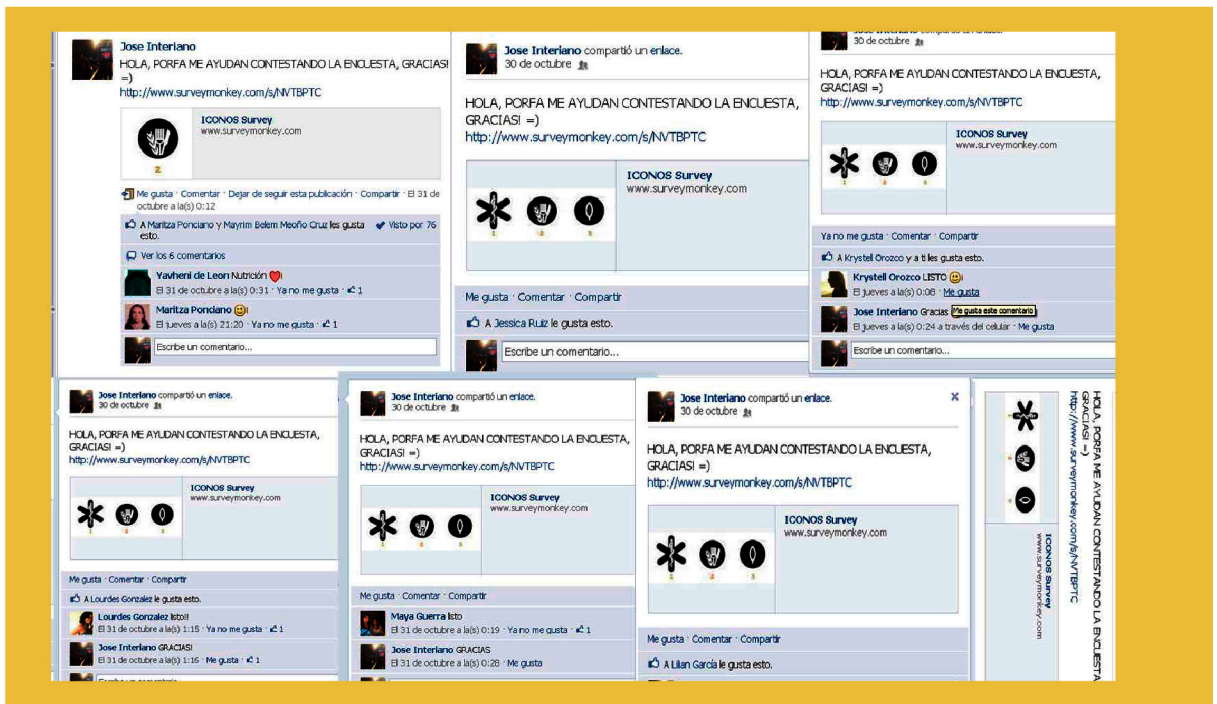 Jose Interiano
HOLA, PORFA ME AYUDAN CONTESTANDO LA ENCUESTA, GRACIAS!
=)
http://www.surveymonkey.com/s/NVTBPTC
ICONOS Survey
www.surveymonkey.com
2
Me gusta · Comentar · Dejar de seguir esta publicación · Compartir · El 31 de
octubre a la(s) 0:12
A Maritza Ponciano y Mayrim Belem Meoño Cruz les gusta esto.
Visto por 76
Ver los 6 comentarios
Yavheni de Leon Nutrición
El 31 de octubre a la(s) 0:31 · Ya no me gusta · 1
Maritza Ponciano
El jueves a la(s) 21:20 · Ya no me gusta · 1
Escribe un comentario...
Jose Interiano compartió un enlace.
30 de octubre
HOLA, PORFA ME AYUDAN CONTESTANDO LA ENCUESTA,
GRACIAS! =)
http://www.surveymonkey.com/s/NVTBPTC
ICONOS Survey
www.surveymonkey.com
1 2 3
Me gusta · Comentar · Compartir
A Jessica Ruiz le gusta esto.
Escribe un comentario...
30 de octubre
HOLA, PORFA ME AYUDAN CONTESTANDO LA ENCUESTA,
GRACIAS! =)
http://www.surveymonkey.com/s/NVTBPTC
ICONOS Survey
www.surveymonkey.com
1 2 3
Ya no me gusta · Comentar · Compartir
A Krystell Orozco y a ti les gusta esto.
Krystell Orozco LISTO
El jueves a la(s) 0:08 · Me gusta
Jose Interiano Gracias Me gusta este comentario
El jueves a la(s) 0:24 a través del celular · Me gusta
Escribe un comentario...
Jose Interiano compartió un enlace.
30 de octubre
HOLA, PORFA ME AYUDAN CONTESTANDO LA ENCUESTA,
GRACIAS! =)
http://www.surveymonkey.com/s/NVTBPTC
ICONOS Survey
www.surveymonkey.com
1 2 3
Me gusta · Comentar · Compartir
A Lourdes Gonzalez le gusta esto.
Lourdes Gonzalez listo!!
El 31 de octubre a la(s) 1:15 · Ya no me gusta · 1
Jose Interiano GRACIAS!
El 31 de octubre a la(s) 1:16 · Me gusta · 1
Jose Interiano compartió un enlace.
30 de octubre
HOLA, PORFA ME AYUDAN CONTESTANDO LA ENCUESTA,
GRACIAS! =)
http://www.surveymonkey.com/s/NVTBPTC
ICONOS Survey
www.surveymonkey.com
1 2 3
Me gusta · Comentar · Compartir
Maya Guerra listo
El 31 de octubre a la(s) 0:19 · Ya no me gusta · 1
Jose Interiano GRACIAS
El 31 de octubre a la(s) 0:28 · Me gusta
Jose Interiano compartió un enlace.
30 de octubre
HOLA, PORFA ME AYUDAN CONTESTANDO LA ENCUESTA,
GRACIAS! =)
http://www.surveymonkey.com/s/NVTBPTC
ICONOS Survey
www.surveymonkey.com
1 2 3
Me gusta · Comentar · Compartir
A Lilian García le gusta esto.
HOLA, PORFA ME AYUDAN CONTESTANDO LA ENCUESTA
GRACIAS! =)
http://www.surveymonkey.com/s/NVTBPTC
ICONOS Survey
www.surveymonkey.com